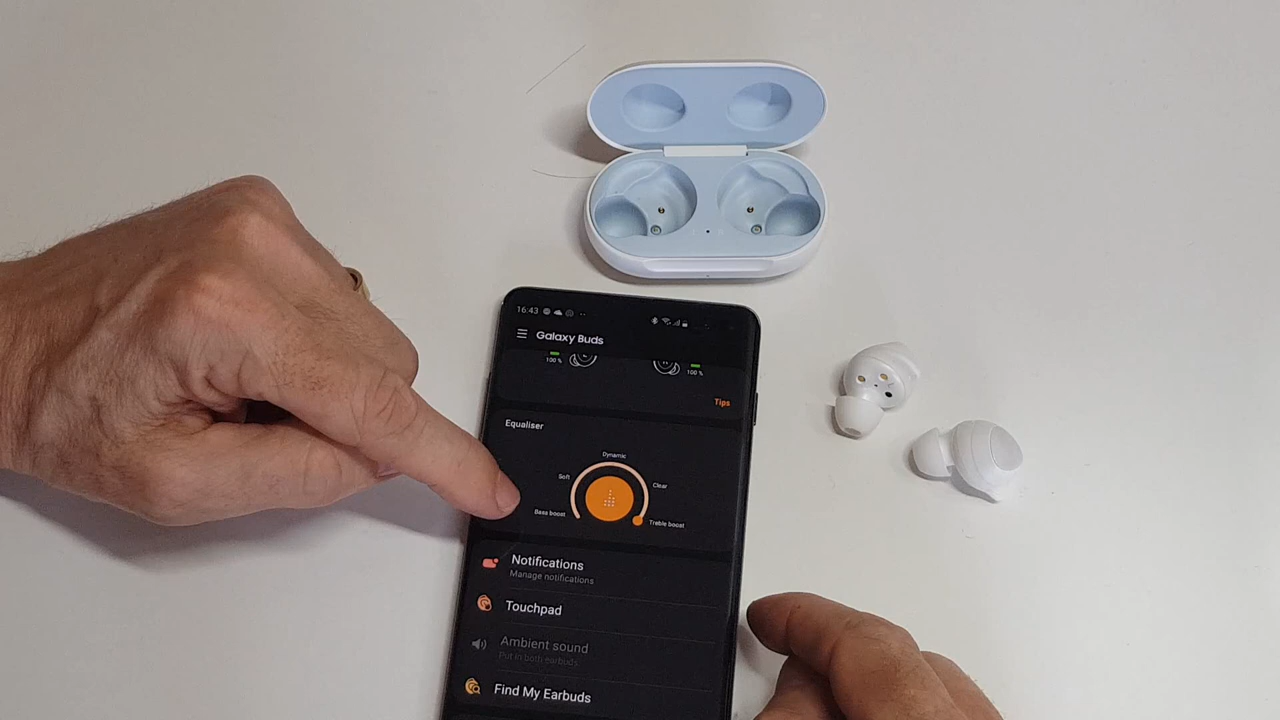 16:43
Galaxy Buds
100 %
100 %
Tips
Equaliser
Dynamic
Soft
Clear
Bass boost
Treble boost
Notifications
Manage notifications
Touchpad
Ambient sound
Put in both earbuds
Find My Earbuds